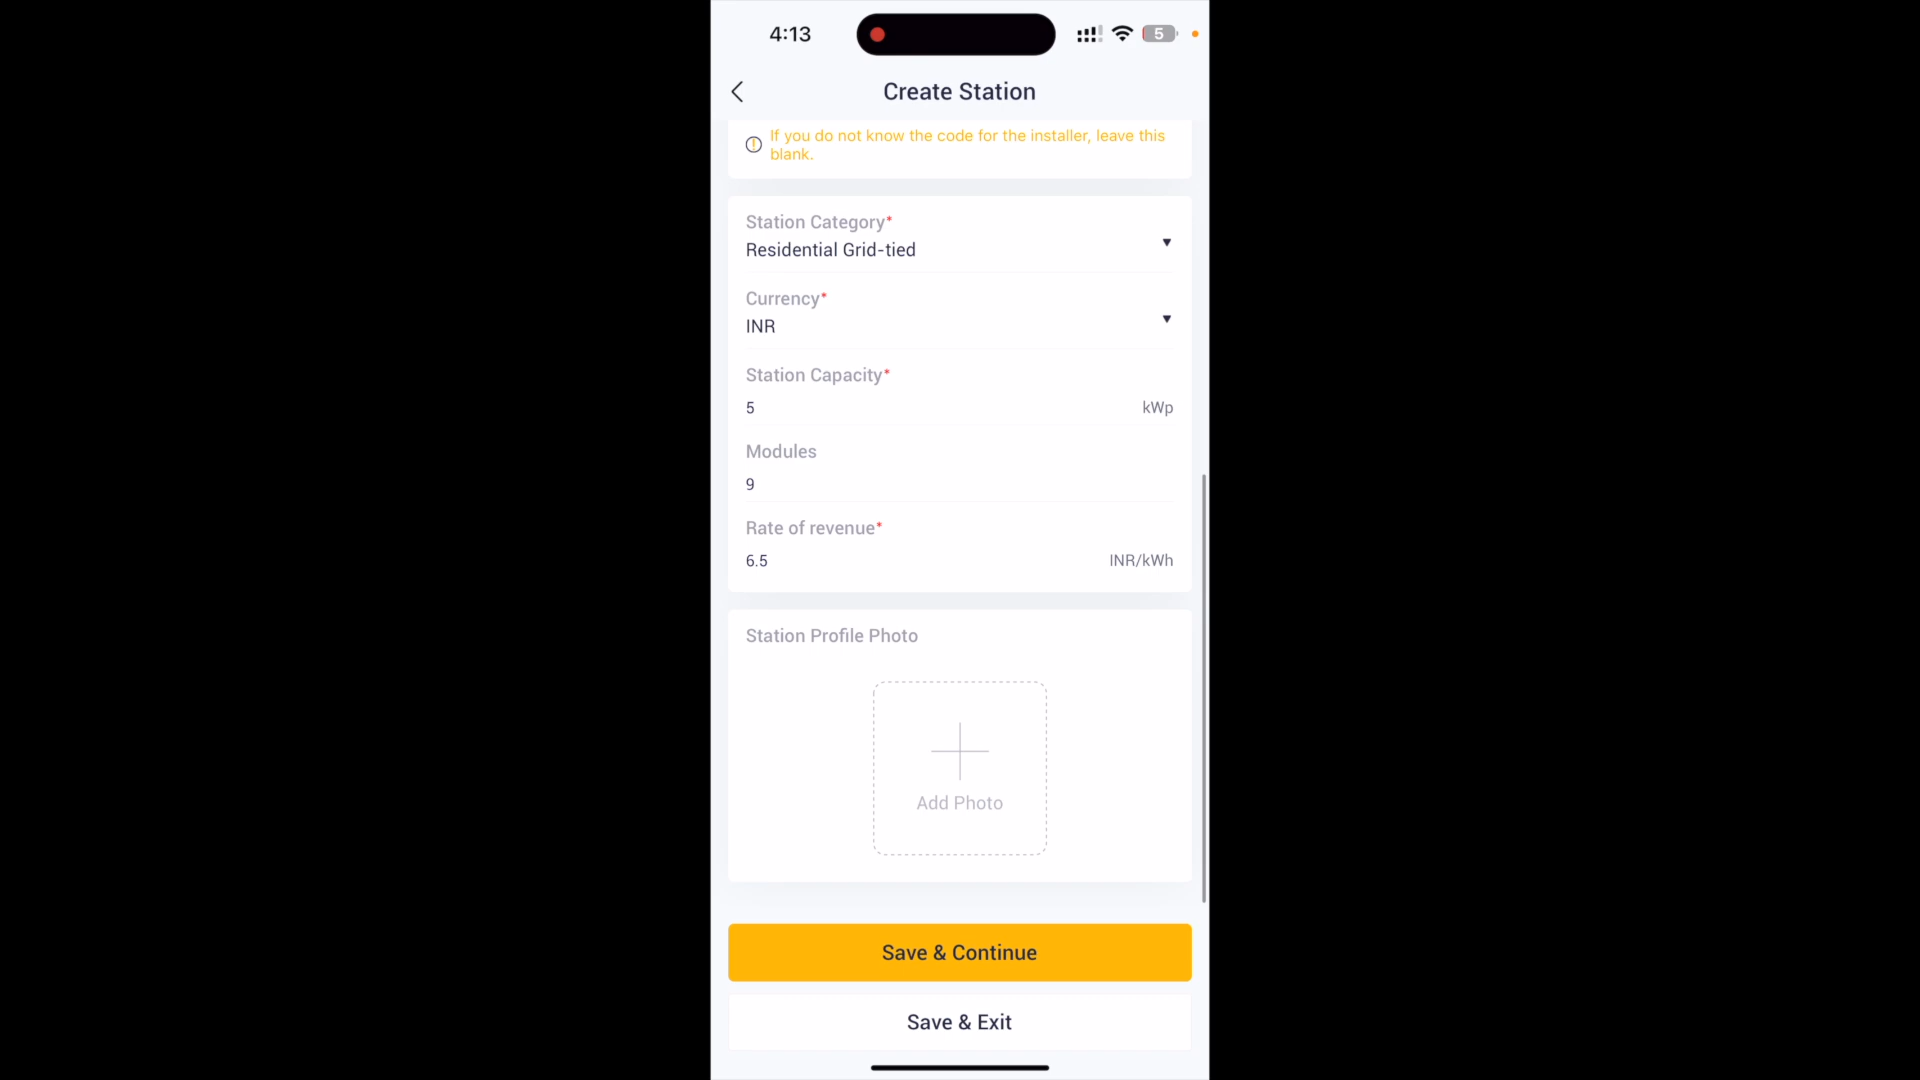 4:13
5
Create Station
If you do not know the code for the installer, leave this
blank.
Station Category*
Residential Grid-tied
Currency*
INR
Station Capacity*
5 kWp
Modules
9
Rate of revenue*
6.5 INR/kWh
Station Profile Photo
Add Photo
Save & Continue
Save & Exit